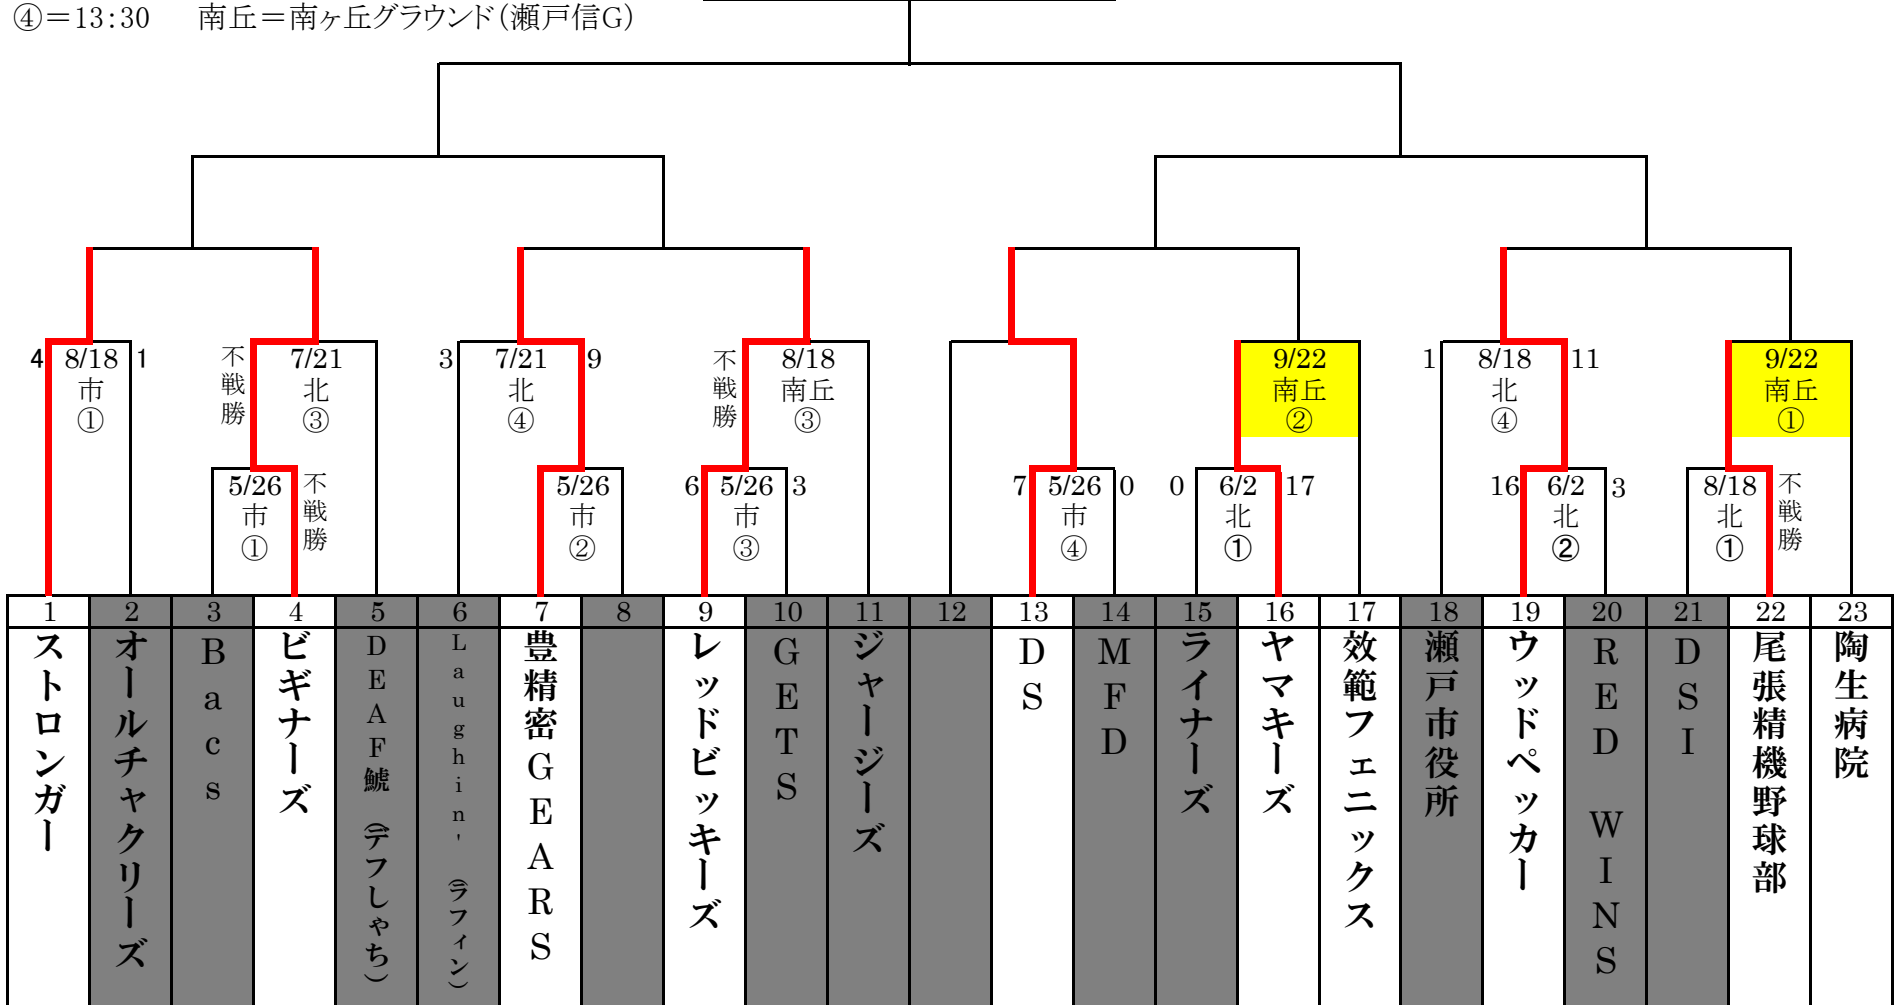 ④=13:30　南丘=南ヶ丘グラウンド(瀬戸信G)
4 8/18 1
市
①
不戦勝
7/21
北
③
3 7/21 9
北
④
不戦勝
8/18
南丘
③
9/22
南丘
②
1 8/18 11
北
④
9/22
南丘
①
5/26
市
①
不戦勝
5/26
市
②
6 5/26 3
市
③
7 5/26 0
市
④
0 6/2 17
北
①
16 6/2 3
北
②
8/18
北
①
不戦勝
1 2 3 4 5 6 7 8 9 10 11 12 13 14 15 16 17 18 19 20 21 22 23
ストロンガー
オールチャクリーズ
Bacs
ビギナーズ
DEAF鯱(デフしゃち)
Laughin'(ラフィン)
豊精密GEARS
レッドビッキーズ
GETS
ジャージーズ
DS
MFD
ライナーズ
ヤマキーズ
効範フェニックス
瀬戸市役所
ウッドペッカー
RED WINS
DSI
尾張精機野球部
陶生病院